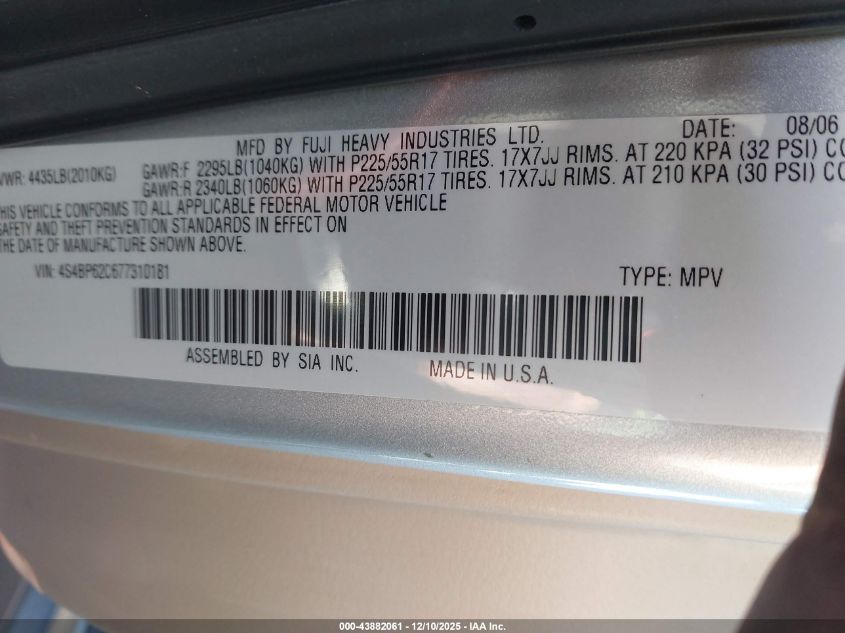 MFD BY FUJI HEAVY INDUSTRIES LTD. DATE: 08/06
VWR: 4435LB(2010KG) GAWR:F 2295LB(1040KG) WITH P225/55R17 TIRES. 17X7JJ RIMS. AT 220 KPA (32 PSI) CO
GAWR:R 2340LB(1060KG) WITH P225/55R17 TIRES. 17X7JJ RIMS. AT 210 KPA (30 PSI) CO
THIS VEHICLE CONFORMS TO ALL APPLICABLE FEDERAL MOTOR VEHICLE
SAFETY AND THEFT PREVENTION STANDARDS IN EFFECT ON
THE DATE OF MANUFACTURE SHOWN ABOVE.
VIN: 4S4BP62C677310181 TYPE: MPV
ASSEMBLED BY SIA INC. MADE IN U.S.A.
000-43882061 - 12/10/2025 - IAA Inc.